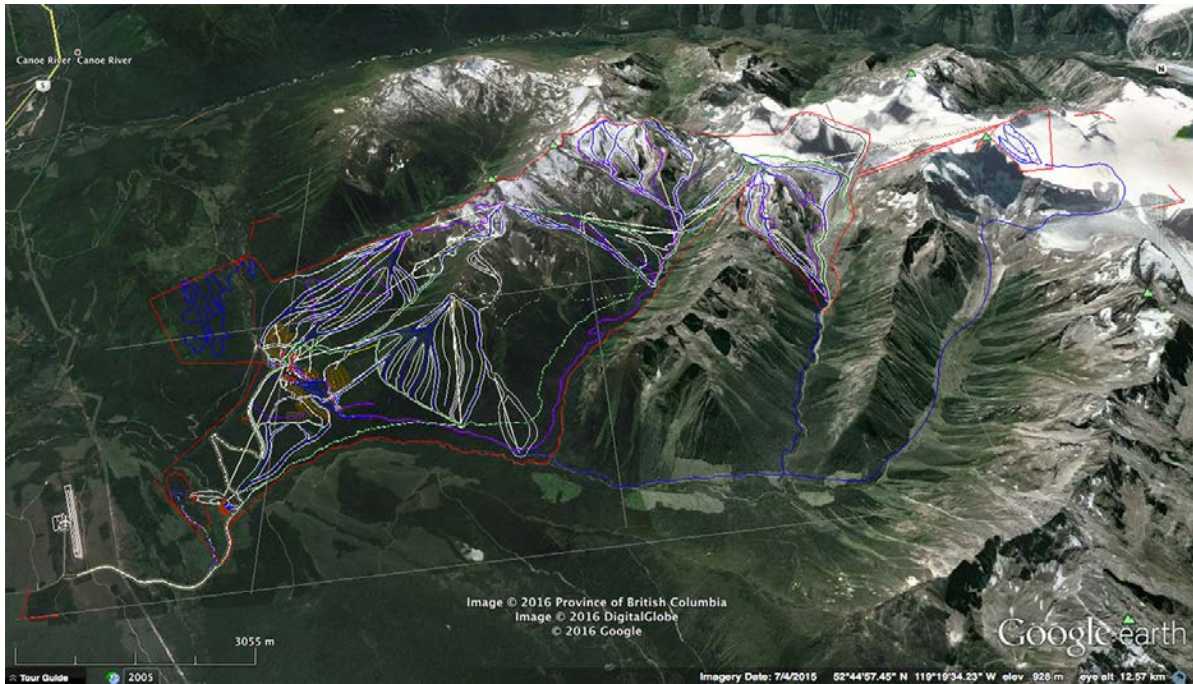 Canoe River Canoe River
5
N
Image © 2016 Province of British Columbia
Image © 2016 DigitalGlobe
© 2016 Google
Google earth
3055 m
Tour Guide
2005
Imagery Date: 7/4/2015 52°44'57.45" N 119°19'34.23" W elev 928 m eye alt 12.57 km